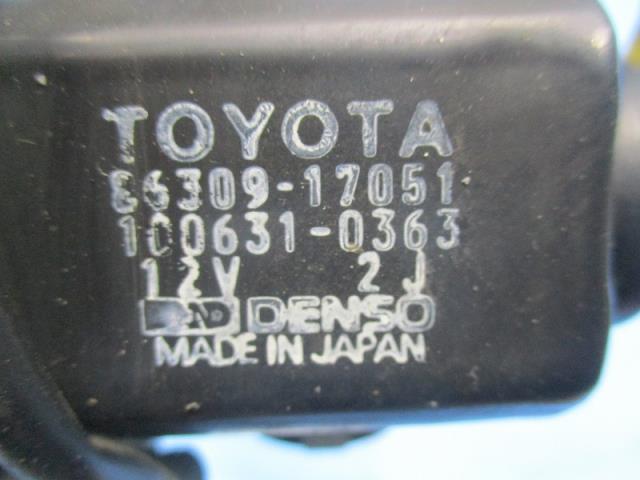 TOYOTA
86309-17051
100631-0363
12V 2J
DENSO
MADE IN JAPAN